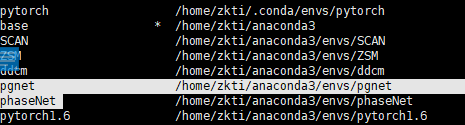 pytorch /home/zkti/.conda/envs/pytorch
base * /home/zkti/anaconda3
SCAN /home/zkti/anaconda3/envs/SCAN
ZSM /home/zkti/anaconda3/envs/ZSM
ddcm /home/zkti/anaconda3/envs/ddcm
pgnet /home/zkti/anaconda3/envs/pgnet
phaseNet /home/zkti/anaconda3/envs/phaseNet
pytorch1.6 /home/zkti/anaconda3/envs/pytorch1.6